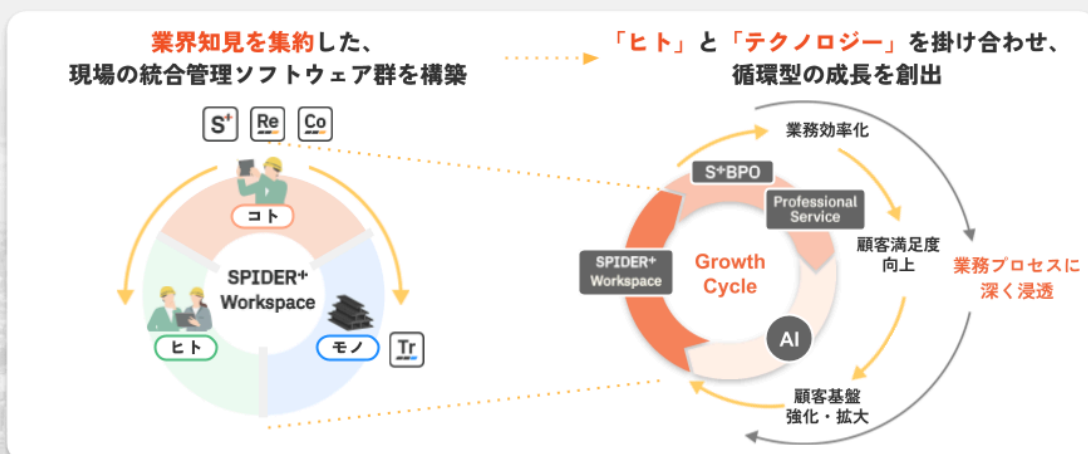 業界知見を集約した、
現場の統合管理ソフトウェア群を構築
S+
Re
Co
コト
SPIDER+
Workspace
ヒト
モノ
Tr
「ヒト」と「テクノロジー」を掛け合わせ、
循環型の成長を創出
業務効率化
S+BPO
Professional
Service
SPIDER+
Workspace
Growth
Cycle
顧客満足度
向上
業務プロセスに
深く浸透
AI
顧客基盤
強化・拡大